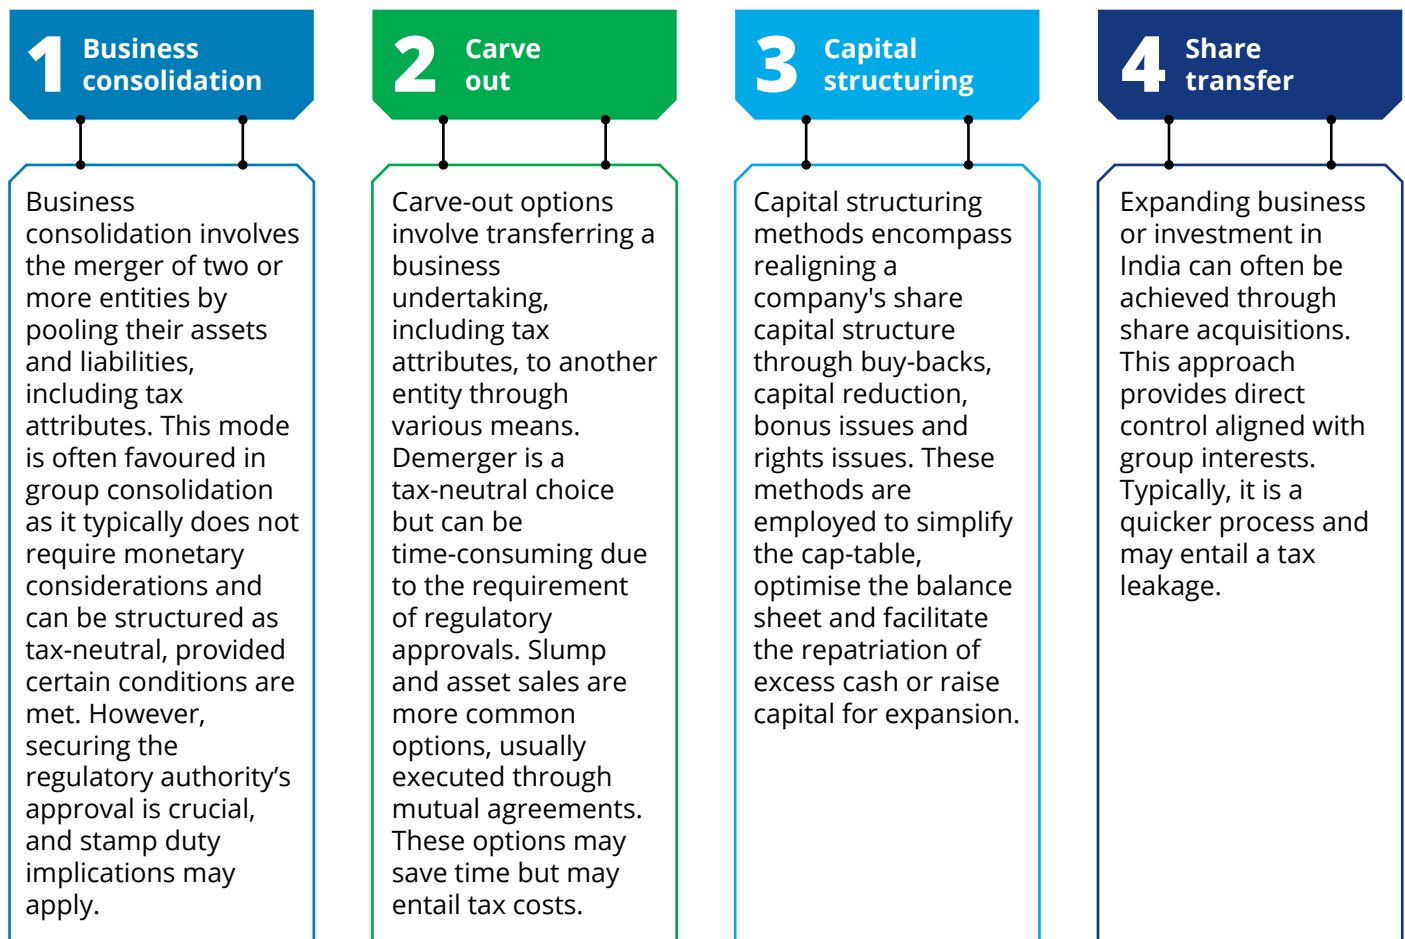 1 Business
consolidation
Business
consolidation involves
the merger of two or
more entities by
pooling their assets
and liabilities,
including tax
attributes. This mode
is often favoured in
group consolidation
as it typically does not
require monetary
considerations and
can be structured as
tax-neutral, provided
certain conditions are
met. However,
securing the
regulatory authority’s
approval is crucial,
and stamp duty
implications may
apply.
2 Carve
out
Carve-out options
involve transferring a
business
undertaking,
including tax
attributes, to another
entity through
various means.
Demerger is a
tax-neutral choice
but can be
time-consuming due
to the requirement
of regulatory
approvals. Slump
and asset sales are
more common
options, usually
executed through
mutual agreements.
These options may
save time but may
entail tax costs.
3 Capital
structuring
Capital structuring
methods encompass
realigning a
company's share
capital structure
through buy-backs,
capital reduction,
bonus issues and
rights issues. These
methods are
employed to simplify
the cap-table,
optimise the balance
sheet and facilitate
the repatriation of
excess cash or raise
capital for expansion.
4 Share
transfer
Expanding business
or investment in
India can often be
achieved through
share acquisitions.
This approach
provides direct
control aligned with
group interests.
Typically, it is a
quicker process and
may entail a tax
leakage.